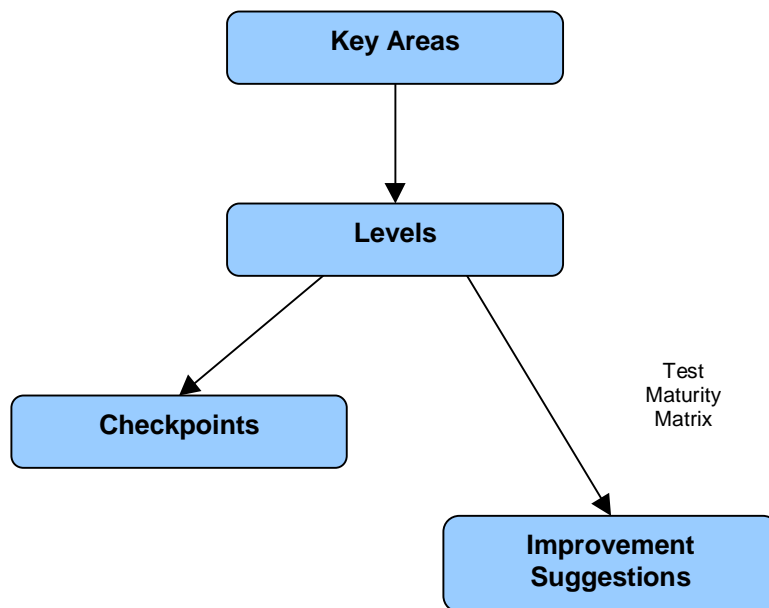 Key Areas
Levels
Test
Maturity
Matrix
Checkpoints
Improvement
Suggestions